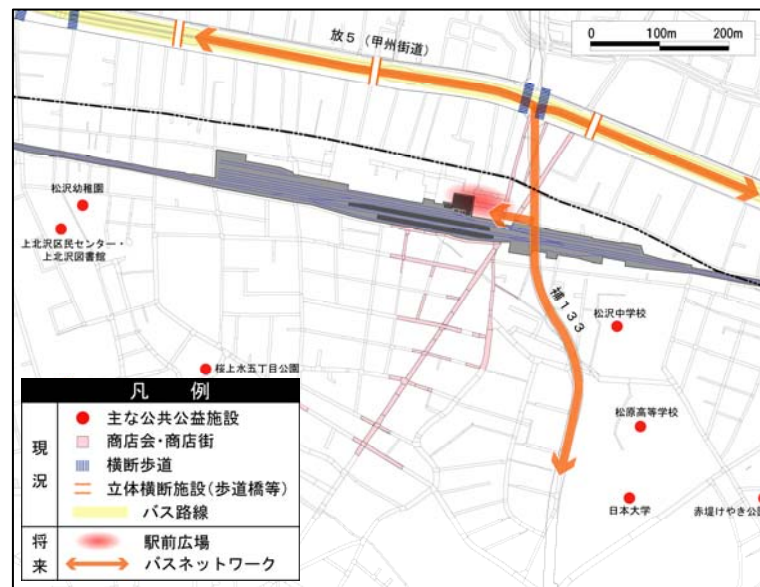 放5（甲州街道）
0 100m 200m
松沢幼稚園
上北沢区民センター・
上北沢図書館
補133
松沢中学校
桜上水五丁目公園
松原高等学校
日本大学
赤堤けやき公園
凡 例
現況
主な公共公益施設
商店会・商店街
横断歩道
立体横断施設（歩道橋等）
バス路線
将来
駅前広場
バスネットワーク